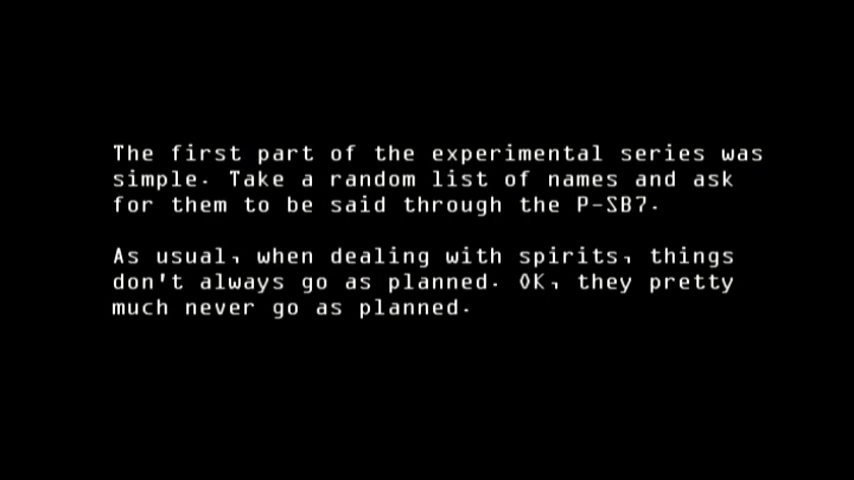 The first part of the experimental series was
simple. Take a random list of names and ask
for them to be said through the P-SB7.
As usual, when dealing with spirits, things
don't always go as planned. OK, they pretty
much never go as planned.